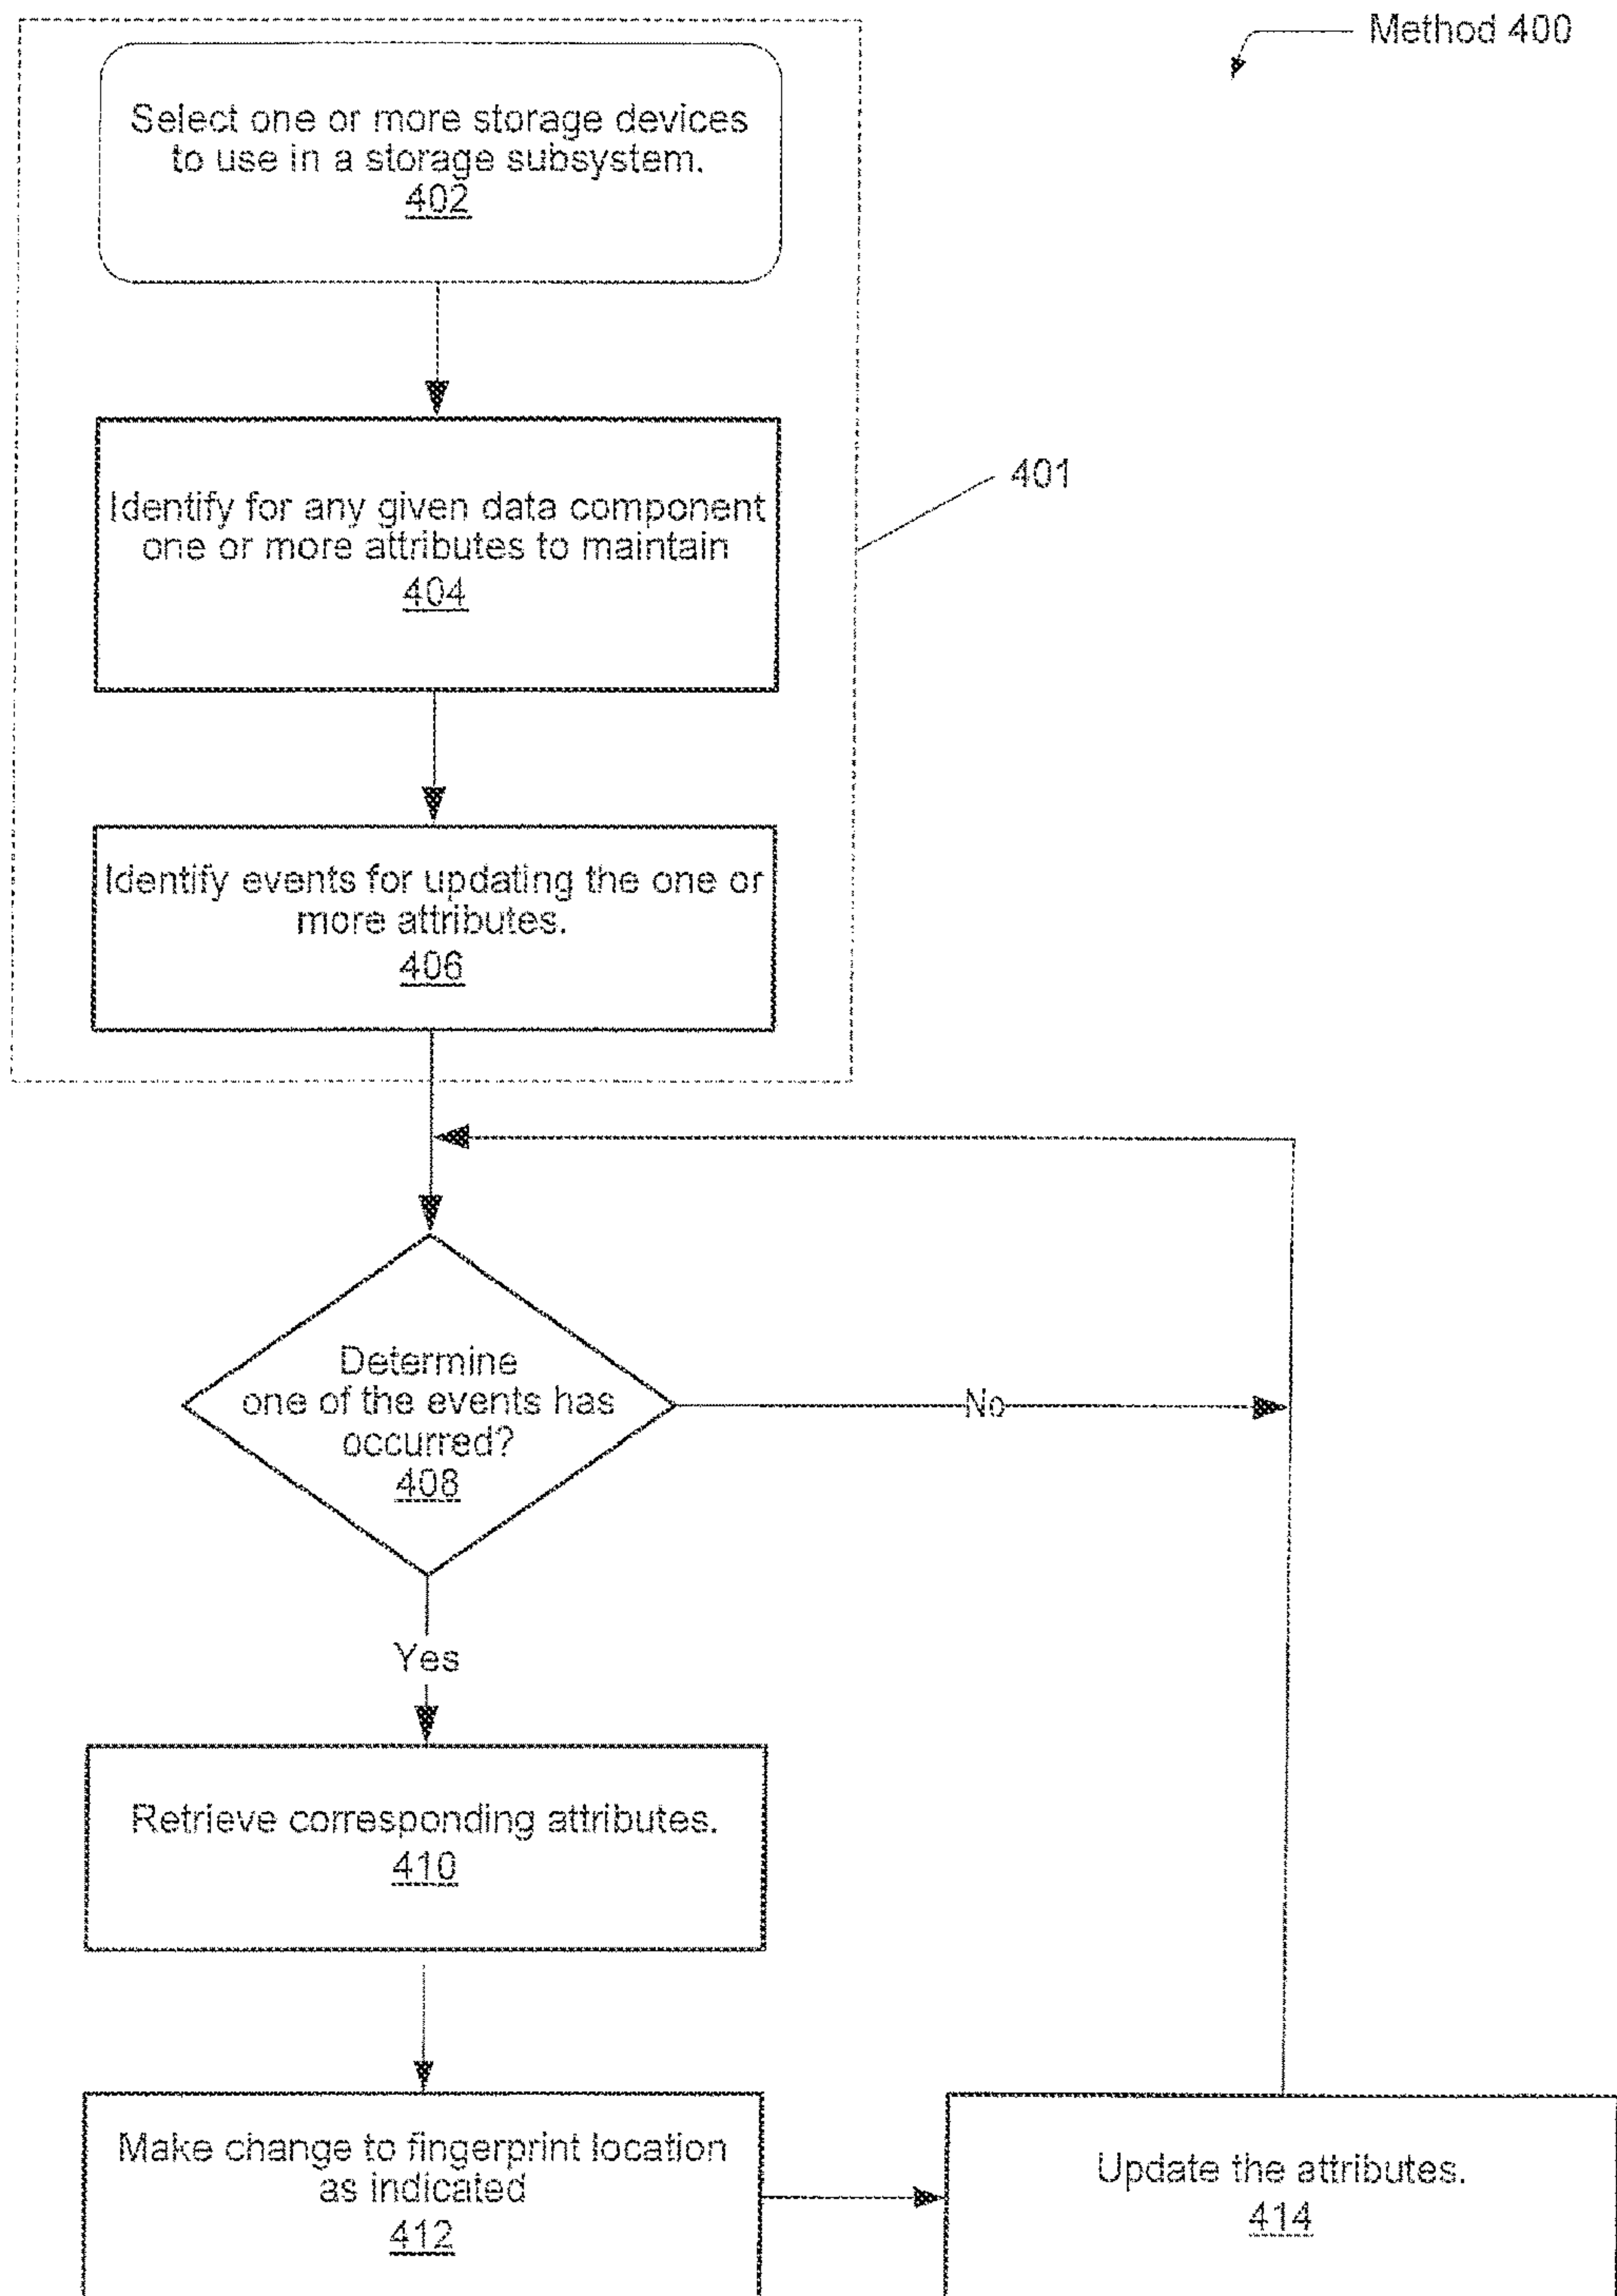 Method 400
Select one or more storage devices
to use in a storage subsystem.
402
Identify for any given data component
one or more attributes to maintain
404
401
Identify events for updating the one or
more attributes.
406
Determine
one of the events has
occurred?
408
No
Yes
Retrieve corresponding attributes.
410
Make change to fingerprint location
as indicated
412
Update the attributes.
414